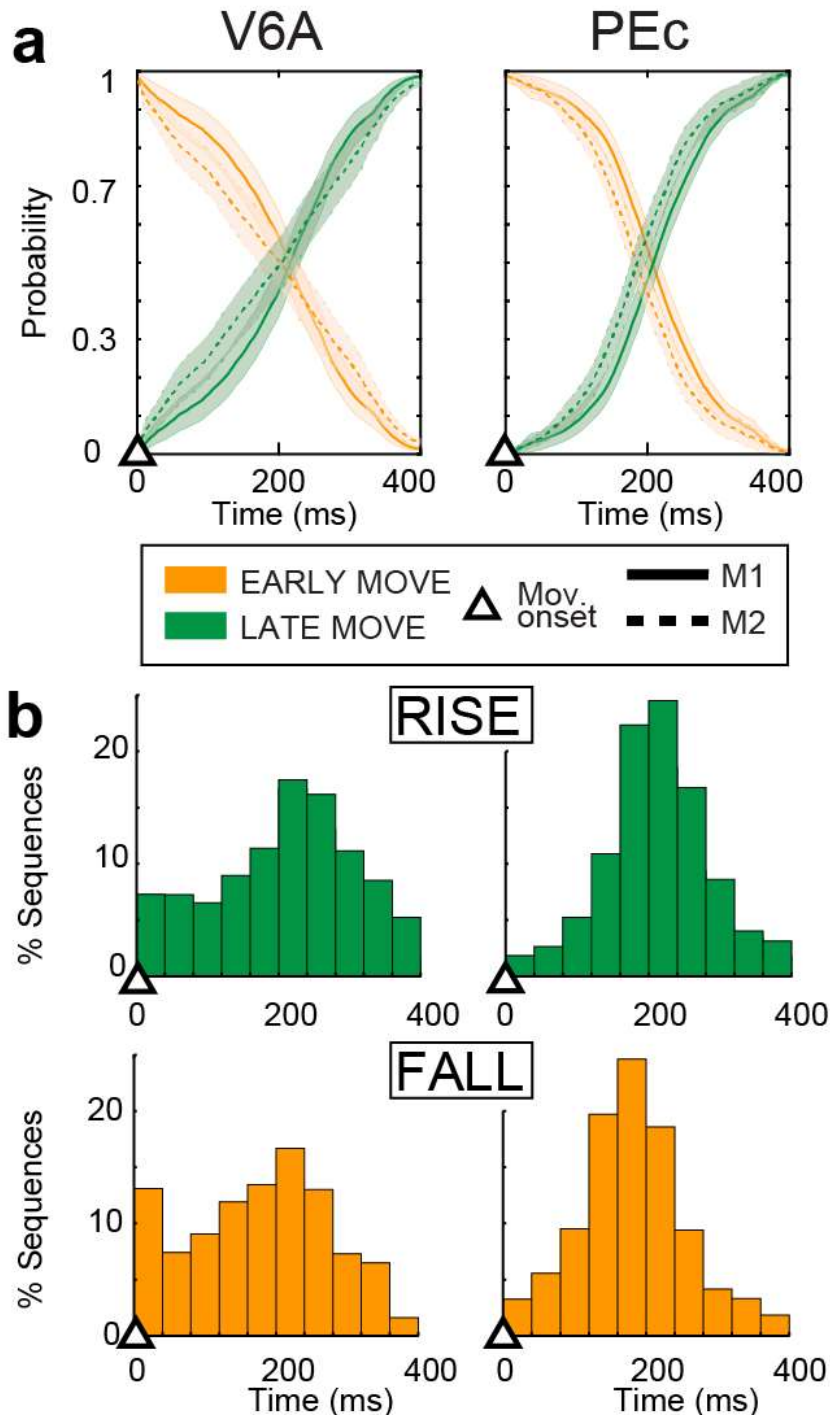 a
V6A
PEc
Probability
1
0.7
0.3
0
0
200
400
0
200
400
Time (ms)
Time (ms)
EARLY MOVE
LATE MOVE
Mov.
onset
M1
M2
b
RISE
% Sequences
20
10
0
0
200
400
0
200
400
FALL
% Sequences
20
10
0
0
200
400
0
200
400
Time (ms)
Time (ms)